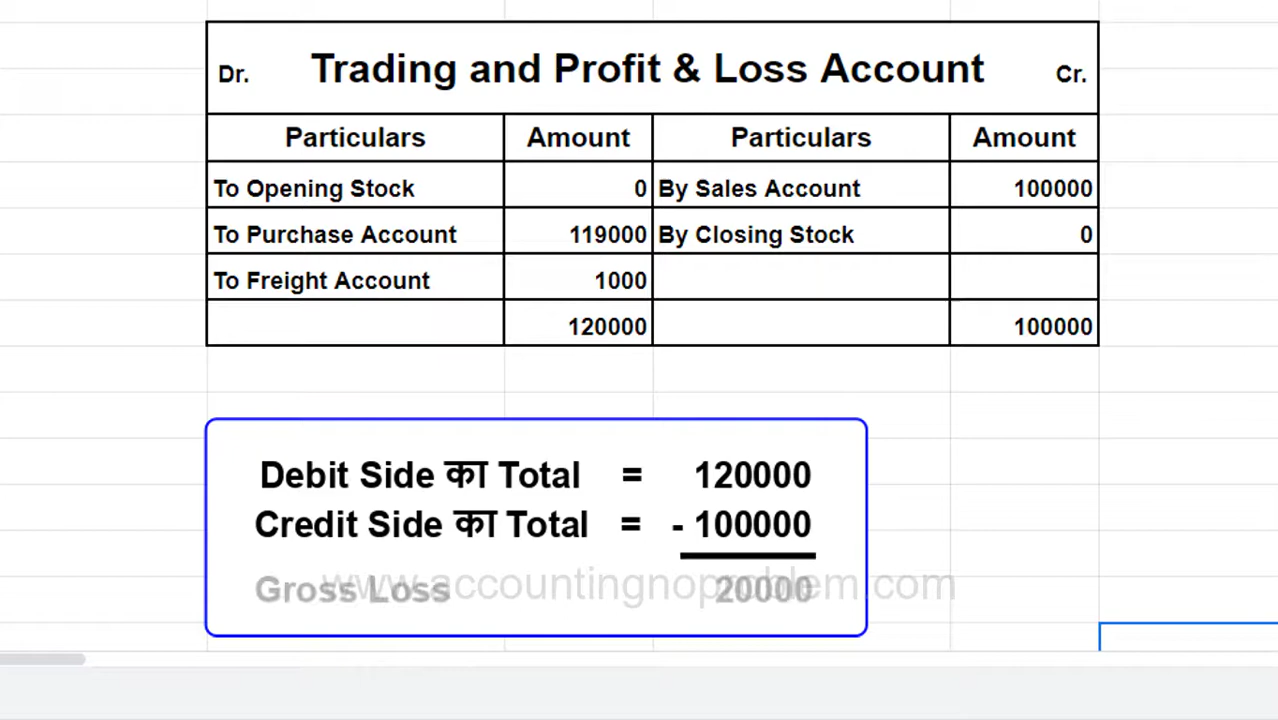 Dr. Trading and Profit & Loss Account Cr.
Particulars Amount Particulars Amount
To Opening Stock 0 By Sales Account 100000
To Purchase Account 119000 By Closing Stock 0
To Freight Account 1000
120000 100000
Debit Side का Total = 120000
Credit Side का Total = - 100000
Gross Loss 20000
www.accountingnoproblem.com